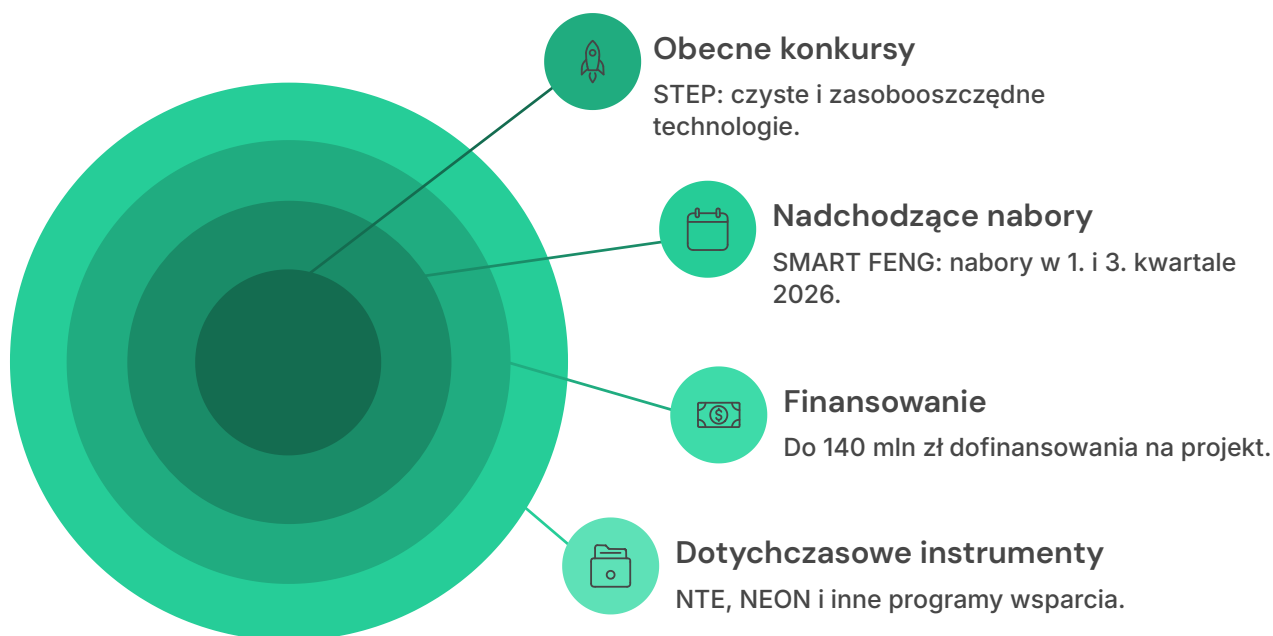 Obecne konkursy
STEP: czyste i zasobooszczędne
technologie.
Nadchodzące nabory
SMART FENG: nabory w 1. i 3. kwartale
2026.
Finansowanie
Do 140 mln zł dofinansowania na projekt.
Dotychczasowe instrumenty
NTE, NEON i inne programy wsparcia.